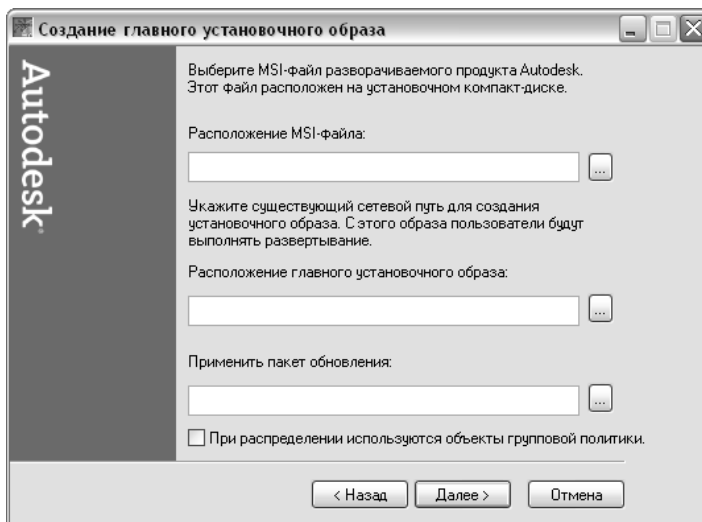 Создание главного установочного образа
Autodesk
Выберите MSI-файл разворачиваемого продукта Autodesk.
Этот файл расположен на установочном компакт-диске.
Расположение MSI-файла:
...
Укажите существующий сетевой путь для создания
установочного образа. С этого образа пользователи будут
выполнять развертывание.
Расположение главного установочного образа:
...
Применить пакет обновления:
...
При распределении используются объекты групповой политики.
< Назад
Далее >
Отмена